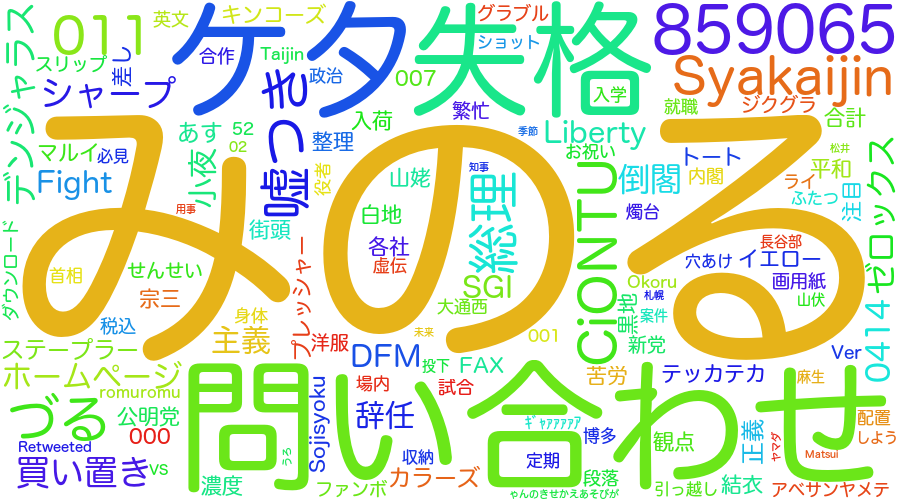 デンジャラス
011
スリップ
シャープ
英文
合作
差し
ケタ
キンコーズ
Taijin
嘘つき
政治
007
失格
グラブル
ショット
繁忙
入学
859065
Syakaijin
就職
ジクグラ
合計
マルイ
必見
あす
52
02
整理
入荷
季節
Liberty
お祝い
トート
内閣
平和
松井
Fight
小夜
役者
山姥
知事
倒閣
ライ
ふたつ
注目
ゼロックス
みのる
用事
街頭
白地
各社
虚伝
総理
CiONTU
燭台
長谷部
穴あけ
イエロー
ダウンロード
首相
せんせい
宗三
プレッシャー
SGI
大通西
Okoru
札幌
画用紙
山伏
税込
身体
主義
洋服
未来
001
黒地
案件
新党
0414
ステープラー
DFM
投下
FAX
Ver
ホームページ
romuromu
問い合わせ
場内
試合
苦労
テッカテカ
麻生
づる
公明党
000
Sojisyoku
辞任
ｷﾞｬｧｧｧｧｧ
博多
観点
正義
ヤマダ
配置
しよう
Retweeted
買い置き
vs
うろ
収納
定期
Matsui
濃度
ファンボ
カラーズ
段落
ゃんのきせかえあそびが
引っ越し
結衣
アベサンヤメテ